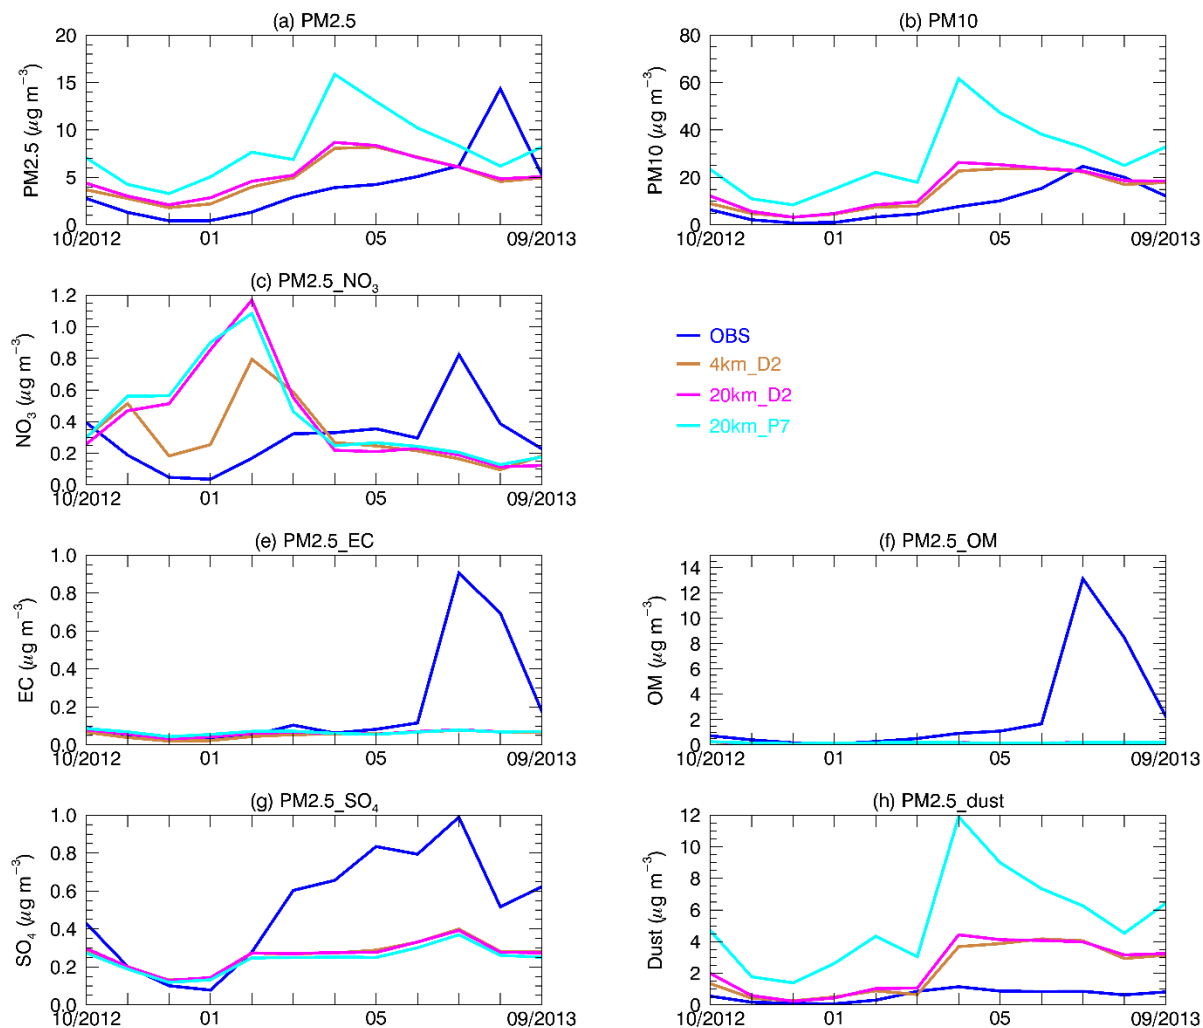 (a) PM2.5
PM2.5 (μg m⁻³)
20
15
10
5
0
10/2012 01 05 09/2013
(b) PM10
PM10 (μg m⁻³)
80
60
40
20
0
10/2012 01 05 09/2013
(c) PM2.5_NO₃
NO₃ (μg m⁻³)
1.2
1.0
0.8
0.6
0.4
0.2
0.0
10/2012 01 05 09/2013
OBS
4km_D2
20km_D2
20km_P7
(e) PM2.5_EC
EC (μg m⁻³)
1.0
0.8
0.6
0.4
0.2
0.0
10/2012 01 05 09/2013
(f) PM2.5_OM
OM (μg m⁻³)
14
12
10
8
6
4
2
0
10/2012 01 05 09/2013
(g) PM2.5_SO₄
SO₄ (μg m⁻³)
1.0
0.8
0.6
0.4
0.2
0.0
10/2012 01 05 09/2013
(h) PM2.5_dust
Dust (μg m⁻³)
12
10
8
6
4
2
0
10/2012 01 05 09/2013